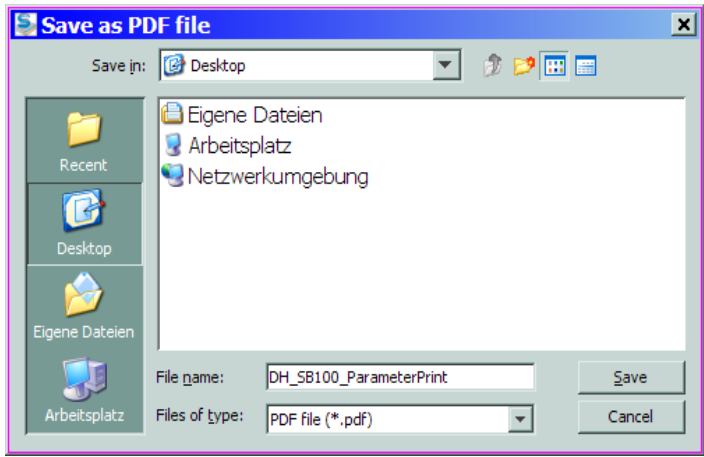 Save as PDF file
Save in: Desktop
Eigene Dateien
Arbeitsplatz
Netzwerkumgebung
Recent
Desktop
Eigene Dateien
Arbeitsplatz
File name: DH_SB100_ParameterPrint Save
Files of type: PDF file (*.pdf) Cancel